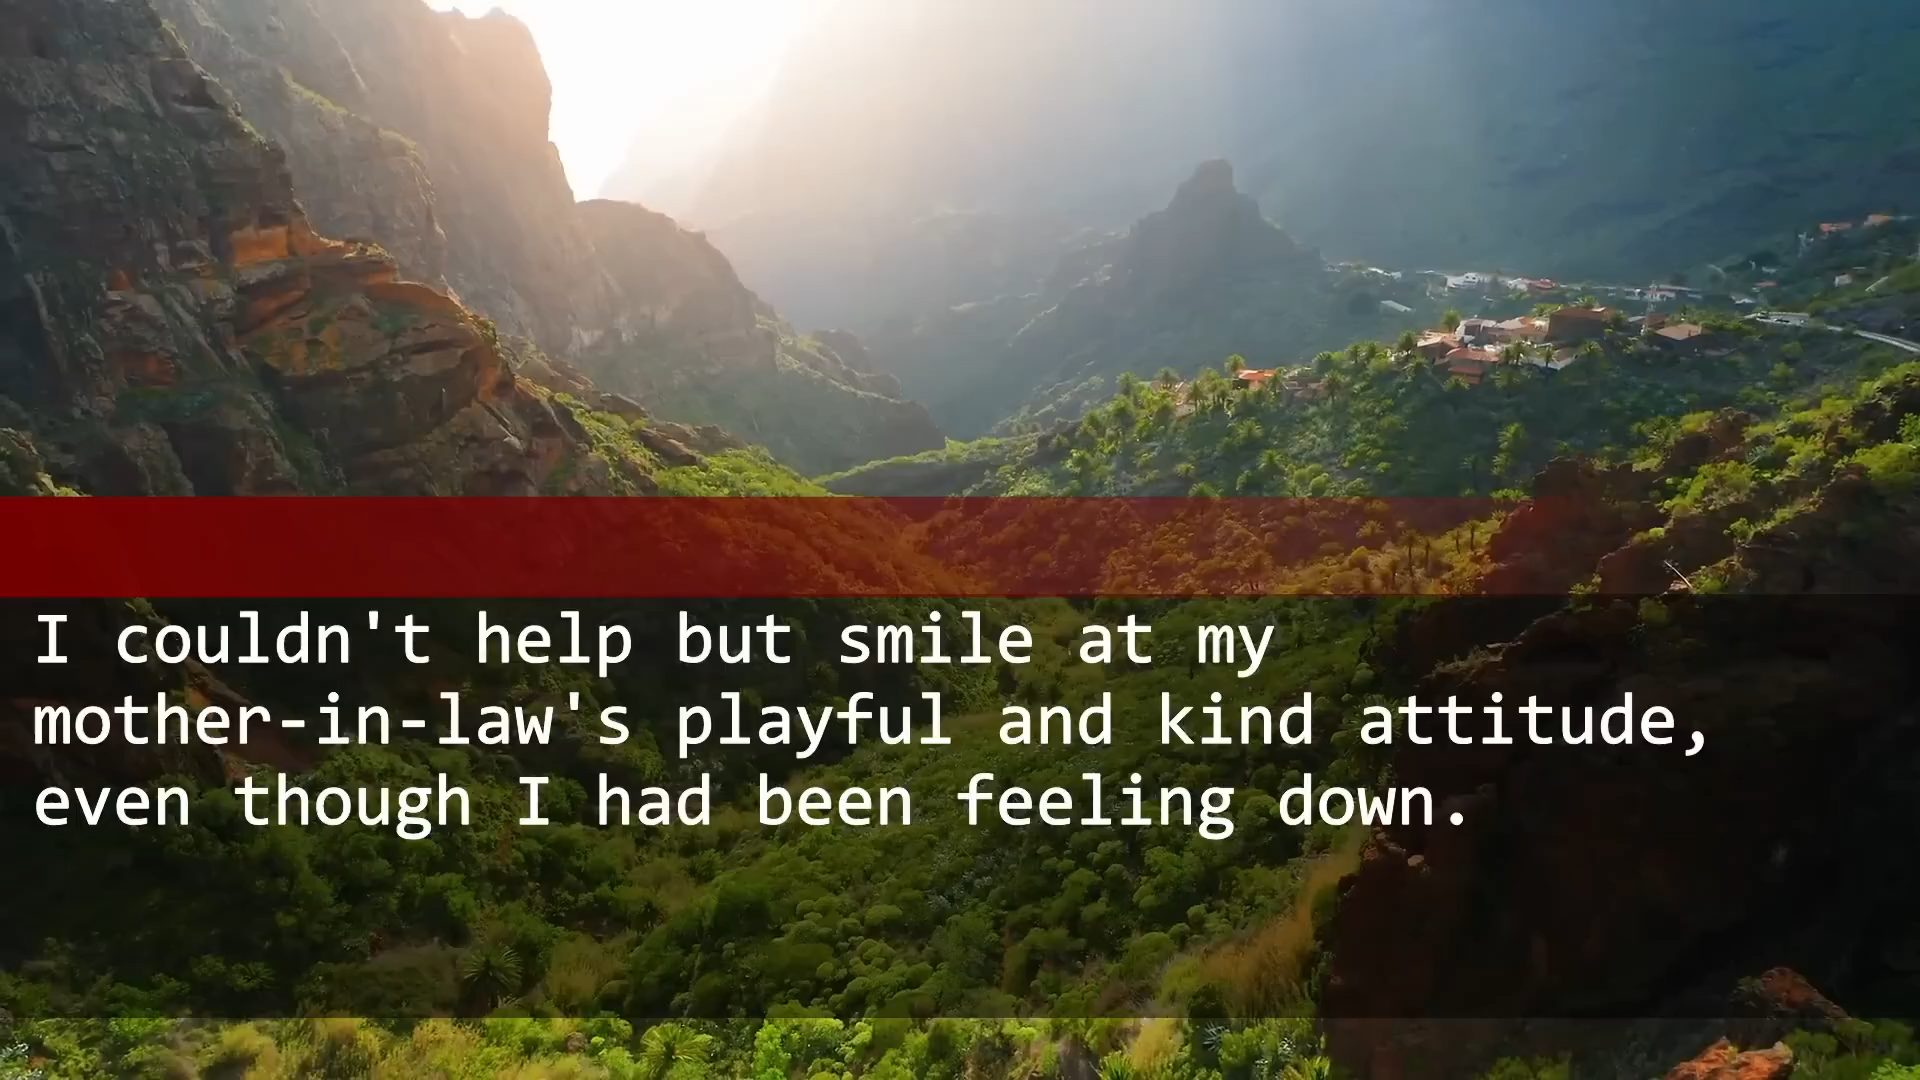 I couldn't help but smile at my
mother-in-law's playful and kind attitude,
even though I had been feeling down.